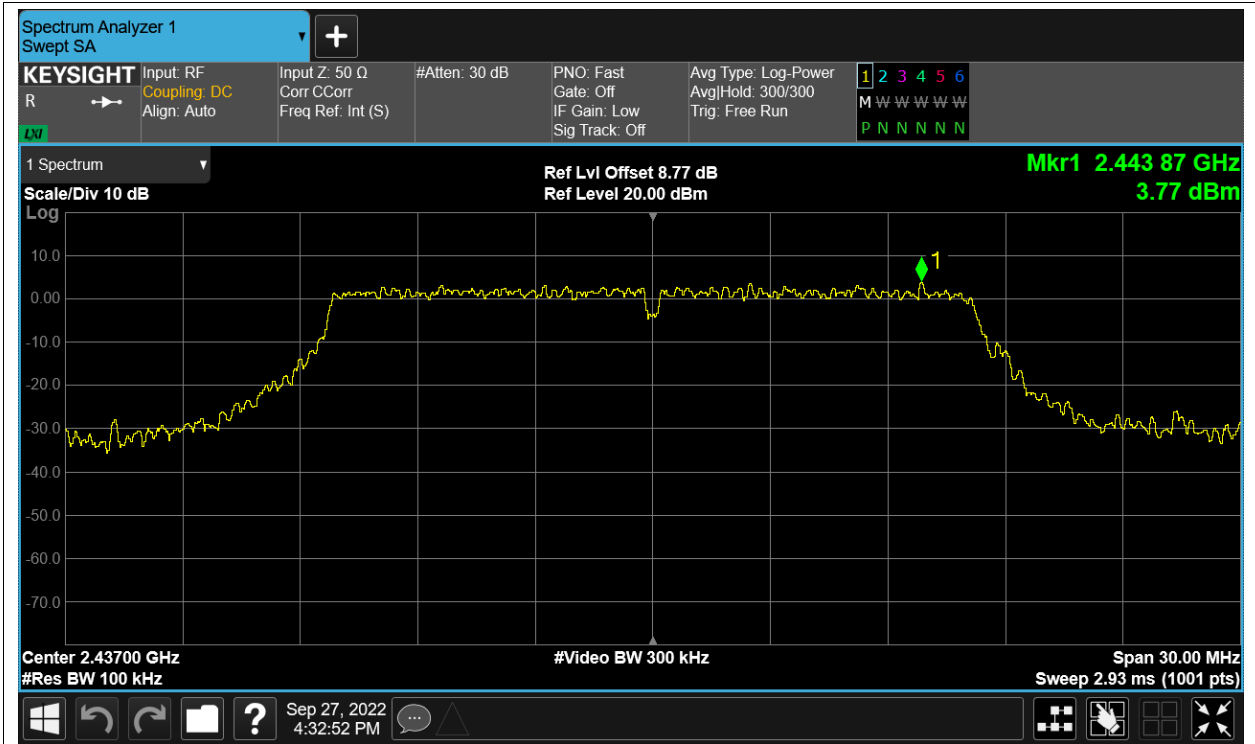 Spectrum Analyzer 1
Swept SA
KEYSIGHT
R
LXI
Input: RF
Coupling: DC
Align: Auto
Input Z: 50 Ω
Corr CCorr
Freq Ref: Int (S)
#Atten: 30 dB
PNO: Fast
Gate: Off
IF Gain: Low
Sig Track: Off
Avg Type: Log-Power
Avg|Hold: 300/300
Trig: Free Run
1 2 3 4 5 6
M W W W W W
P N N N N N
1 Spectrum
Scale/Div 10 dB
Log
Ref Lvl Offset 8.77 dB
Ref Level 20.00 dBm
Mkr1 2.443 87 GHz
3.77 dBm
1
10.0
0.00
-10.0
-20.0
-30.0
-40.0
-50.0
-60.0
-70.0
Center 2.43700 GHz
#Res BW 100 kHz
#Video BW 300 kHz
Span 30.00 MHz
Sweep 2.93 ms (1001 pts)
?
Sep 27, 2022
4:32:52 PM